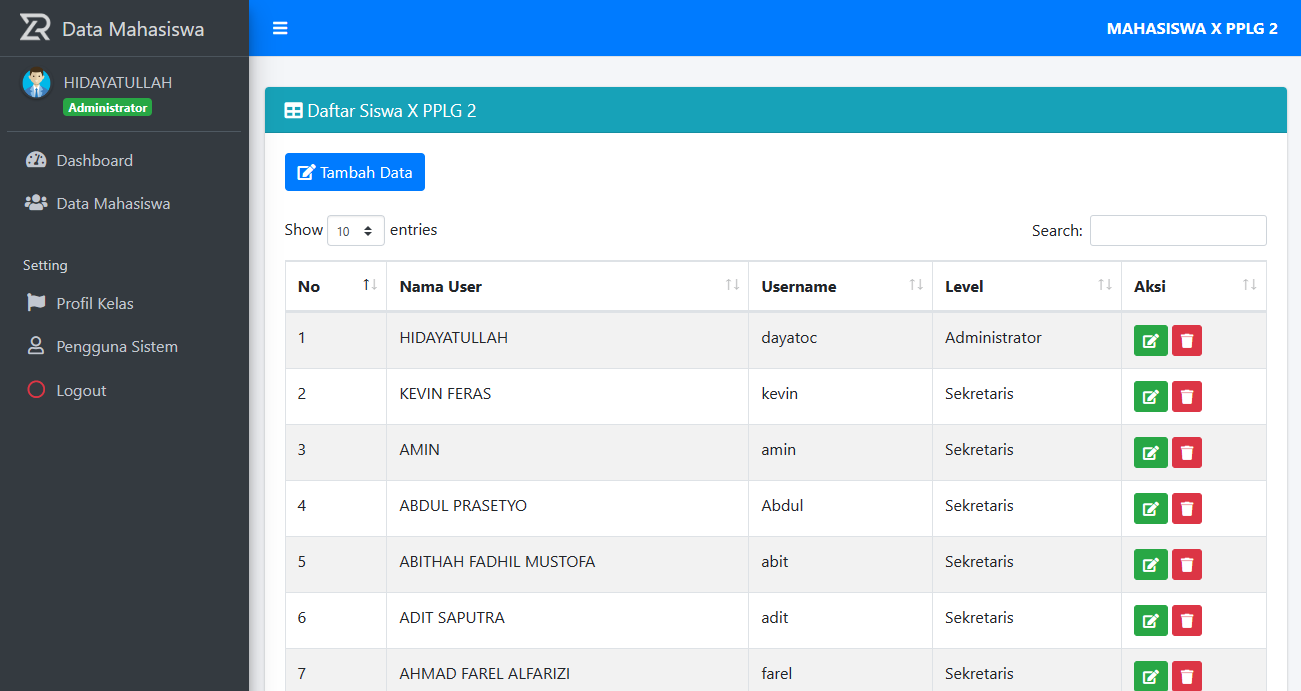 ZR Data Mahasiswa
MAHASISWA X PPLG 2
HIDAYATULLAH
Administrator
Dashboard
Data Mahasiswa
Setting
Profil Kelas
Pengguna Sistem
Logout
Daftar Siswa X PPLG 2
Tambah Data
Show 10 entries
Search:
No Nama User Username Level Aksi
1 HIDAYATULLAH dayatoc Administrator
2 KEVIN FERAS kevin Sekretaris
3 AMIN amin Sekretaris
4 ABDUL PRASETYO Abdul Sekretaris
5 ABITHAH FADHIL MUSTOFA abit Sekretaris
6 ADIT SAPUTRA adit Sekretaris
7 AHMAD FAREL ALFARIZI farel Sekretaris